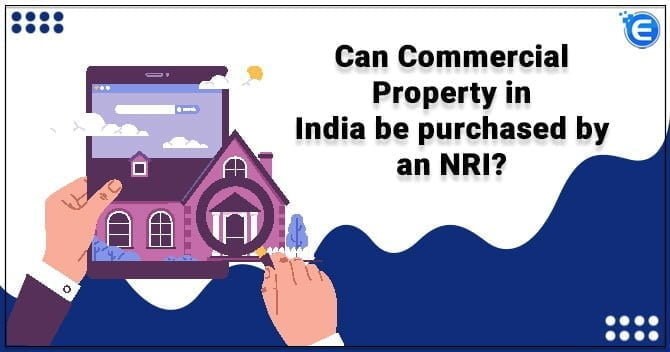 Can Commercial
Property in
India be purchased by
an NRI?
E